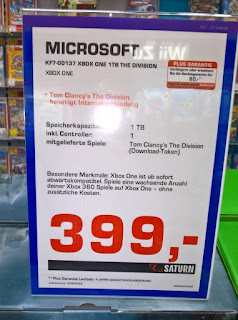 MICROSOFT
KF7-00137 XBOX ONE 1TB THE DIVISION
XBOX ONE
PLUS GARANTIE
• Tom Clancy's The Division
benötigt Internetverbindung
Speicherkapazität: 1 TB
inkl. Controller: 1
mitgelieferte Spiele: Tom Clancy's The Division
(Download-Token)
Besondere Merkmale: Xbox One ist ab sofort
abwärtskompatibel. Spiele eine wachsende Anzahl
deiner Xbox 360 Spiele auf Xbox One - ohne
zusätzliche Kosten.
399,-
SATURN